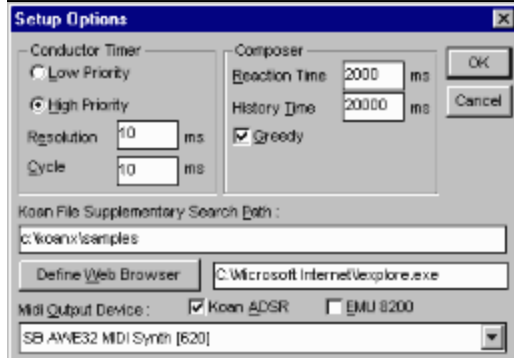 Setup Options
Conductor Timer
Low Priority
High Priority
Resolution 10 ms
Cycle 10 ms
Composer
Reaction Time 2000 ms
History Time 20000 ms
Greedy
OK
Cancel
Koan File Supplementary Search Path :
c:\koanx\samples
Define Web Browser C:\Microsoft Internet\iexplore.exe
Midi Output Device : Koan ADSR EMU 8200
SB AWE32 MIDI Synth [620]